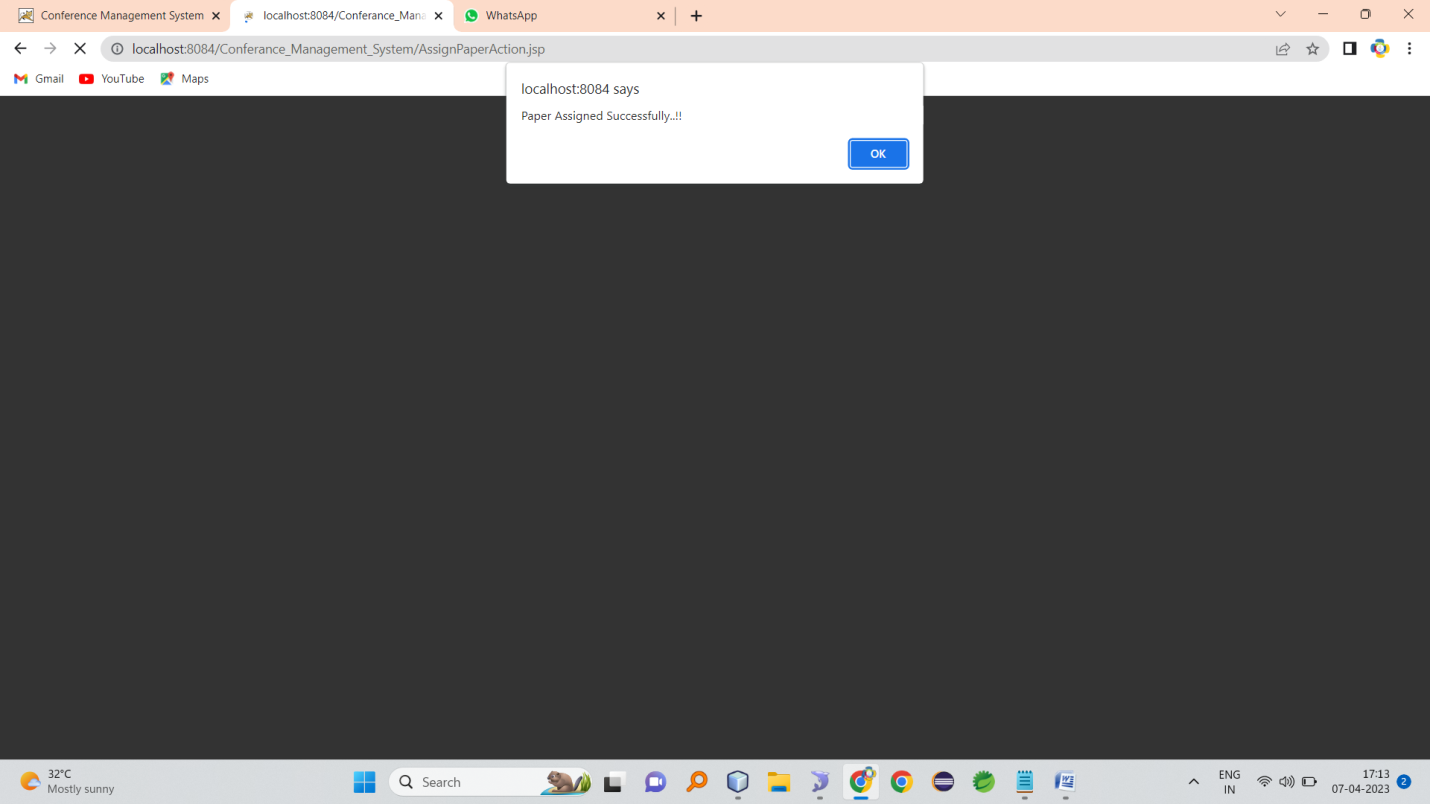 Conference Management System
localhost:8084/Conferance_Mana
WhatsApp
localhost:8084/Conferance_Management_System/AssignPaperAction.jsp
Gmail
YouTube
Maps
localhost:8084 says
Paper Assigned Successfully..!!
OK
32°C
Mostly sunny
Search
ENG
IN
17:13
07-04-2023
2